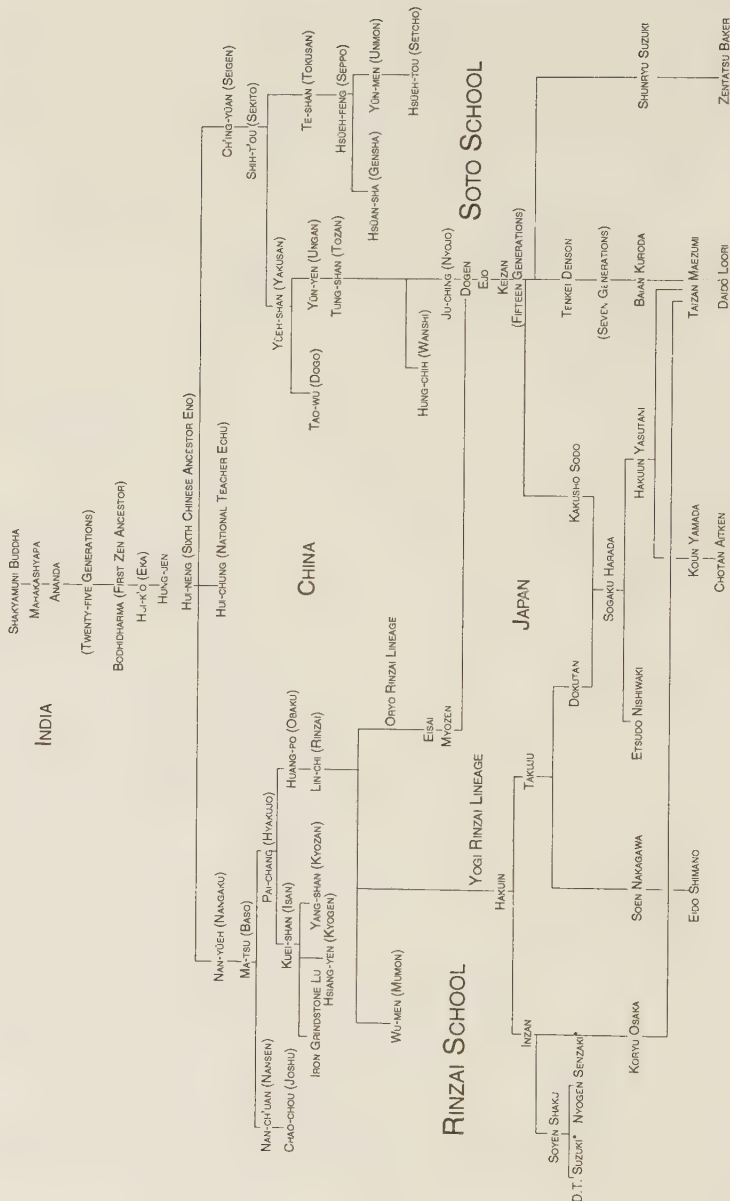 INDIA
SHAKYAMUNI BUDDHA
MAHAKASHYAPA
ANANDA
(TWENTY-FIVE GENERATIONS)
BODHIDHARMA (FIRST ZEN ANCESTOR)
HUI-K'O (EKA)
HUNG-JEN
HUI-NENG (SIXTH CHINESE ANCESTOR ENO)
HUI-CHUNG (NATIONAL TEACHER ECHU)
NAN-YÜEH (NANGAKU)
MA-TSU (BASO)
NAN-CH'UAN (NANSEN)
CHAO-CHOU (JOSHU)
PAI-CHANG (HYAKUJO)
KUEI-SHAN (ISAN)
IRON GRINDSTONE LU
HSIANG-YEN (KYOGEN)
YANG-SHAN (KYOZAN)
HUANG-PO (OBAKU)
LIN-CHI (RINZAI)
CHINA
CH'ING-YÜAN (SEIGEN)
SHIH-T'OU (SEKITO)
YÜEH-SHAN (YAKUSAN)
TAO-WU (DOGO)
YÜN-YEN (UNGAN)
TUNG-SHAN (TOZAN)
TE-SHAN (TOKUSAN)
HSÜEH-FENG (SEPPO)
HSÜAN-SHA (GENSHA)
YÜN-MEN (UNMON)
HSÜEH-TOU (SETCHO)
RINZAI SCHOOL
WU-MEN (MUMON)
ORYO RINZAI LINEAGE
EISAI
MYOZEN
YOGI RINZAI LINEAGE
HAKUIN
SOTO SCHOOL
HUNG-CHIH (WANSHI)
JU-CHING (NYOJO)
DOGEN
EJO
KEIZAN
(FIFTEEN GENERATIONS)
JAPAN
INZAN
SOYEN SHAKU
D.T. SUZUKI*
NYOGEN SENZAKI*
KORYU OSAKA
TAKUJU
SOEN NAKAGAWA
EIDO SHIMANO
DOKUTAN
KAKUSHO SODO
SOGAKU HARADA
ETSUDO NISHIWAKI
HAKUUN YASUTANI
KOUN YAMADA
CHOTAN AITKEN
TENKEI DENSON
(SEVEN GENERATIONS)
BAIAN KURODA
TAIZAN MAEZUMI
DAIDŌ LOORI
SHUNRYU SUZUKI
ZENTATSU BAKER